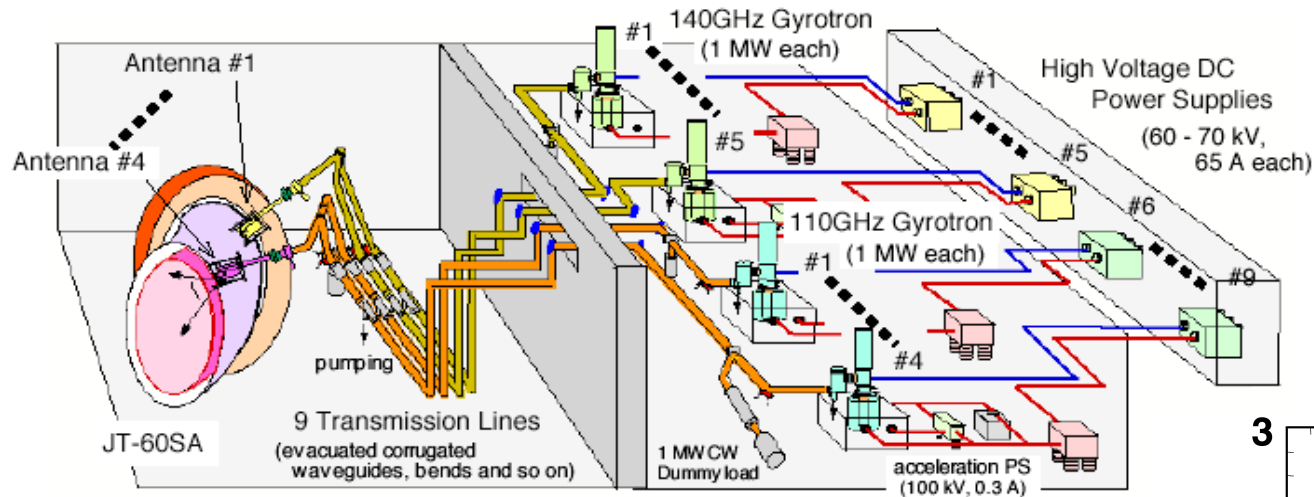 Antenna #1
Antenna #4
JT-60SA
pumping
9 Transmission Lines
(evacuated corrugated
waveguides, bends and so on)
140GHz Gyrotron
(1 MW each)
#1
#5
110GHz Gyrotron
(1 MW each)
#1
#4
1 MW CW
Dummy load
acceleration PS
(100 kV, 0.3 A)
High Voltage DC
Power Supplies
(60 - 70 kV,
65 A each)
#1
#5
#6
#9
3